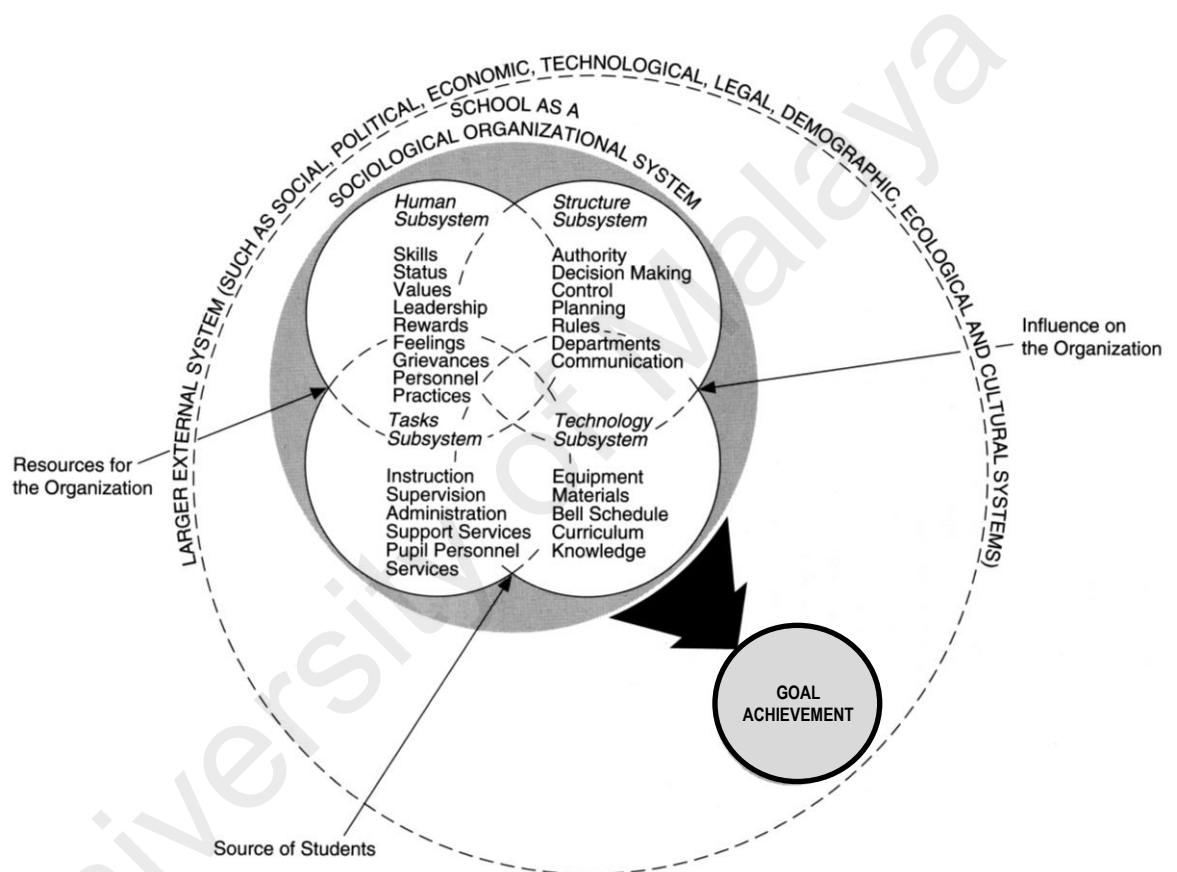 LARGER EXTERNAL SYSTEM (SUCH AS SOCIAL, POLITICAL, ECONOMIC, TECHNOLOGICAL, LEGAL, DEMOGRAPHIC, ECOLOGICAL AND CULTURAL SYSTEMS)
SCHOOL AS A
SOCIOLOGICAL ORGANIZATIONAL SYSTEM
Human
Subsystem
Skills
Status
Values
Leadership
Rewards
Feelings
Grievances
Personnel
Practices
Structure
Subsystem
Authority
Decision Making
Control
Planning
Rules
Departments
Communication
Tasks
Subsystem
Instruction
Supervision
Administration
Support Services
Pupil Personnel
Services
Technology
Subsystem
Equipment
Materials
Bell Schedule
Curriculum
Knowledge
Influence on
the Organization
Resources for
the Organization
Source of Students
GOAL
ACHIEVEMENT
of Malaya